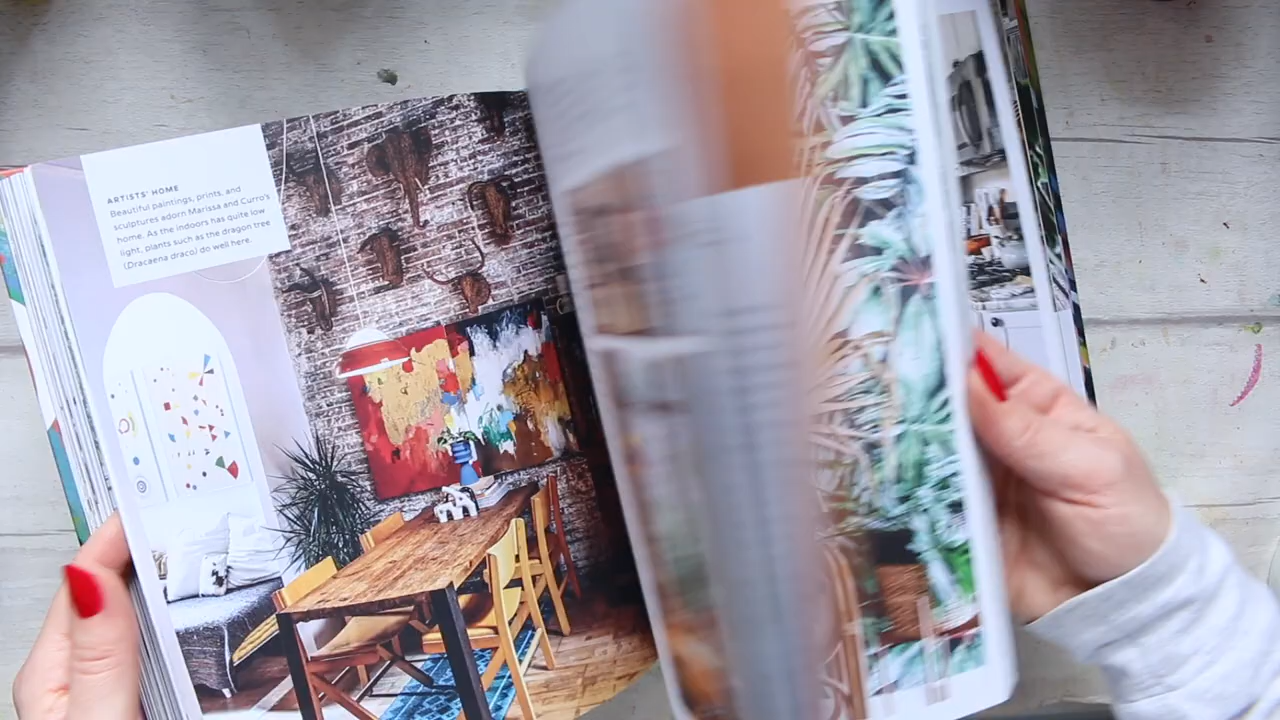 ARTISTS' HOME
Beautiful paintings, prints, and
sculptures adorn Marissa and Curro's
home. As the indoors has quite low
light, plants such as the dragon tree
(Dracaena draco) do well here.